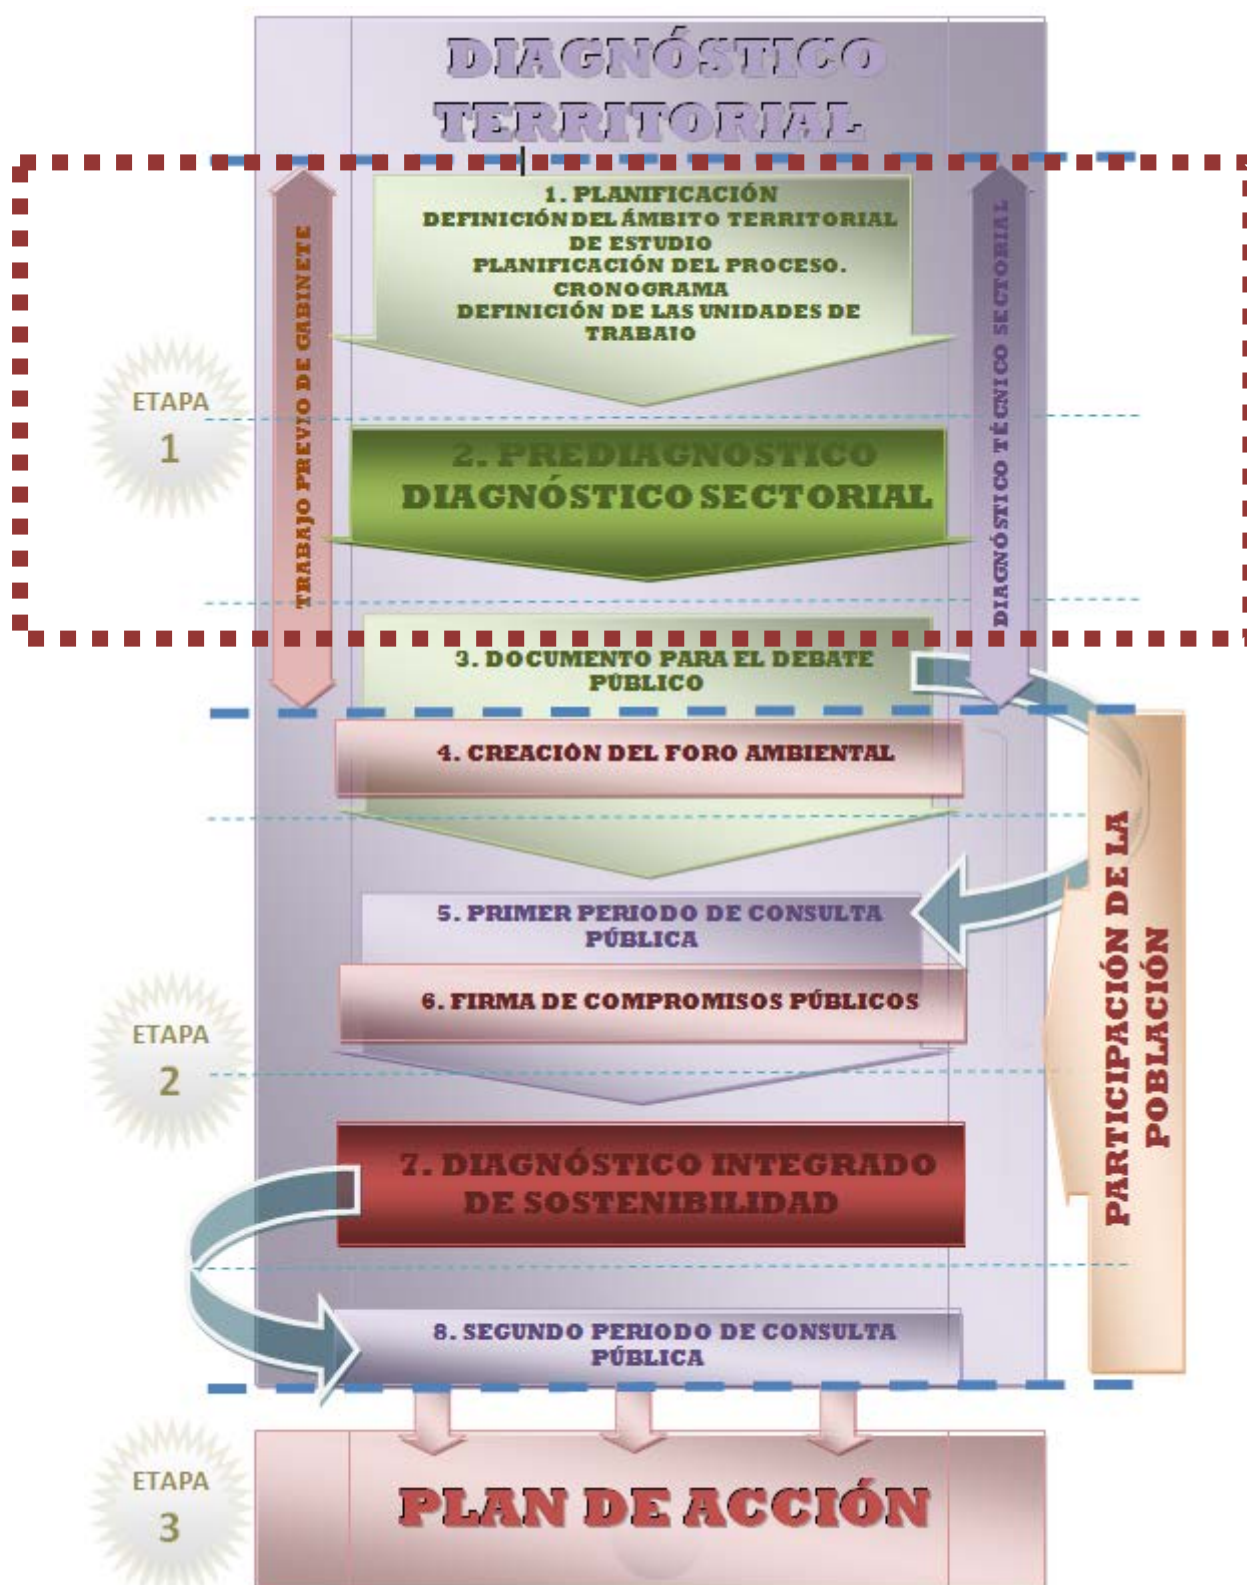 DIAGNÓSTICO
TERRITORIAL
1. PLANIFICACIÓN
DEFINICIÓN DEL ÁMBITO TERRITORIAL
DE ESTUDIO
PLANIFICACIÓN DEL PROCESO.
CRONOGRAMA
DEFINICIÓN DE LAS UNIDADES DE
TRABAJO
TRABAJO PREVIO DE GABINETE
DIAGNÓSTICO TÉCNICO SECTORIAL
ETAPA
1
2. PREDIAGNOSTICO
DIAGNÓSTICO SECTORIAL
3. DOCUMENTO PARA EL DEBATE
PÚBLICO
4. CREACIÓN DEL FORO AMBIENTAL
5. PRIMER PERIODO DE CONSULTA
PÚBLICA
6. FIRMA DE COMPROMISOS PÚBLICOS
PARTICIPACIÓN DE LA
POBLACIÓN
ETAPA
2
7. DIAGNÓSTICO INTEGRADO
DE SOSTENIBILIDAD
8. SEGUNDO PERIODO DE CONSULTA
PÚBLICA
ETAPA
3
PLAN DE ACCIÓN